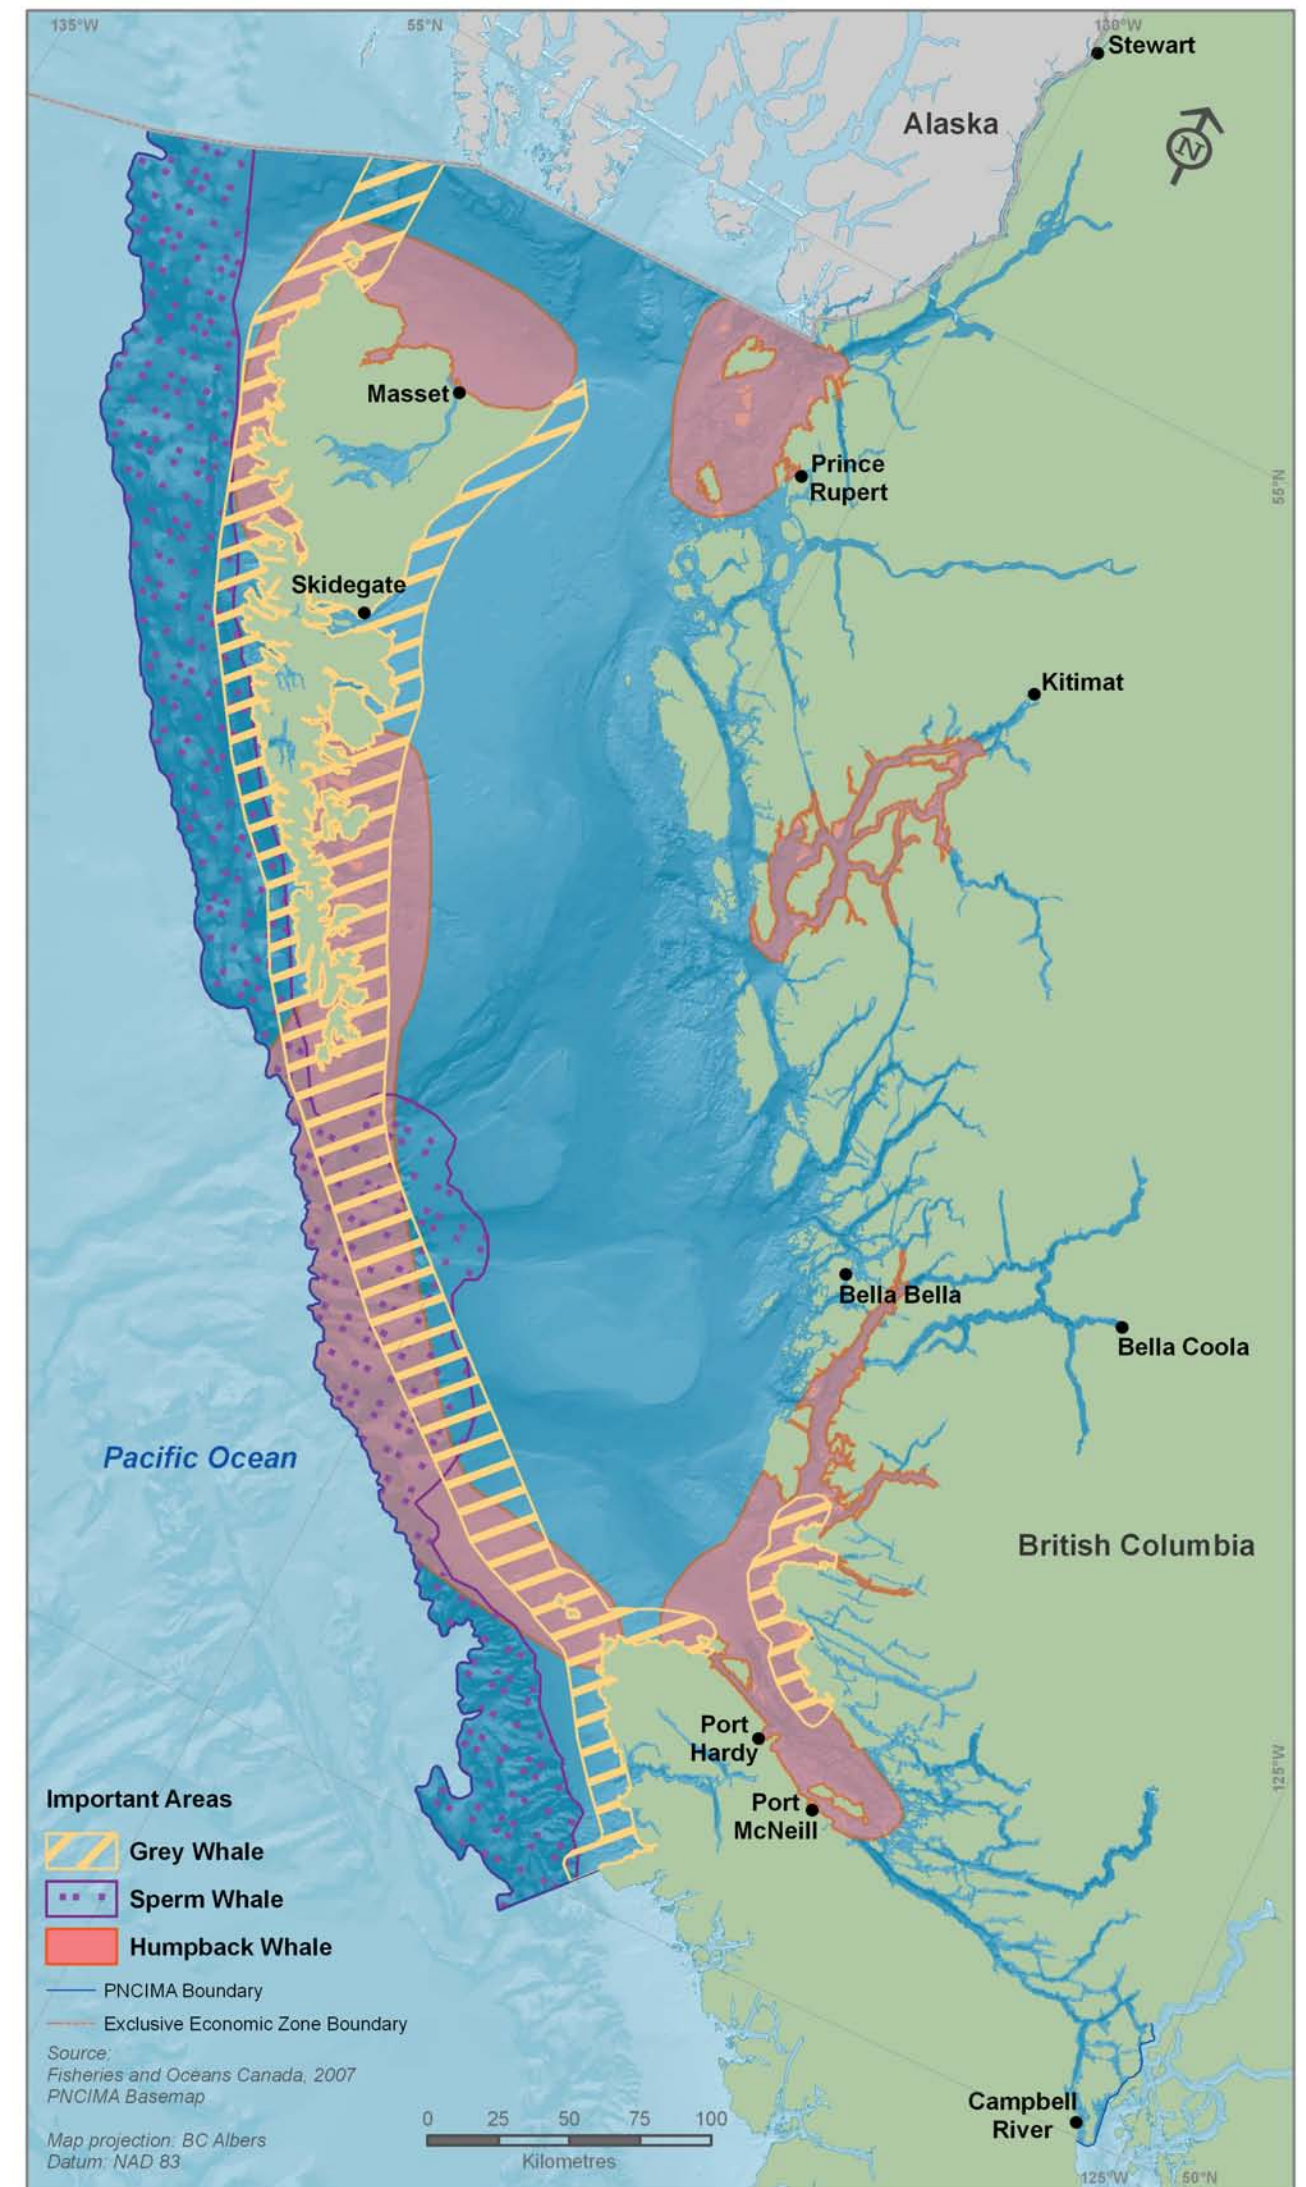 135°W
55°N
130°W
Stewart
Alaska
N
Masset
Prince
Rupert
55°N
Skidegate
Kitimat
Bella Bella
Bella Coola
Pacific Ocean
British Columbia
Port
Hardy
Port
McNeill
125°W
Important Areas
Grey Whale
Sperm Whale
Humpback Whale
PNCIMA Boundary
Exclusive Economic Zone Boundary
Source:
Fisheries and Oceans Canada, 2007
PNCIMA Basemap
Map projection: BC Albers
Datum: NAD 83
0 25 50 75 100
Kilometres
Campbell
River
125°W
50°N